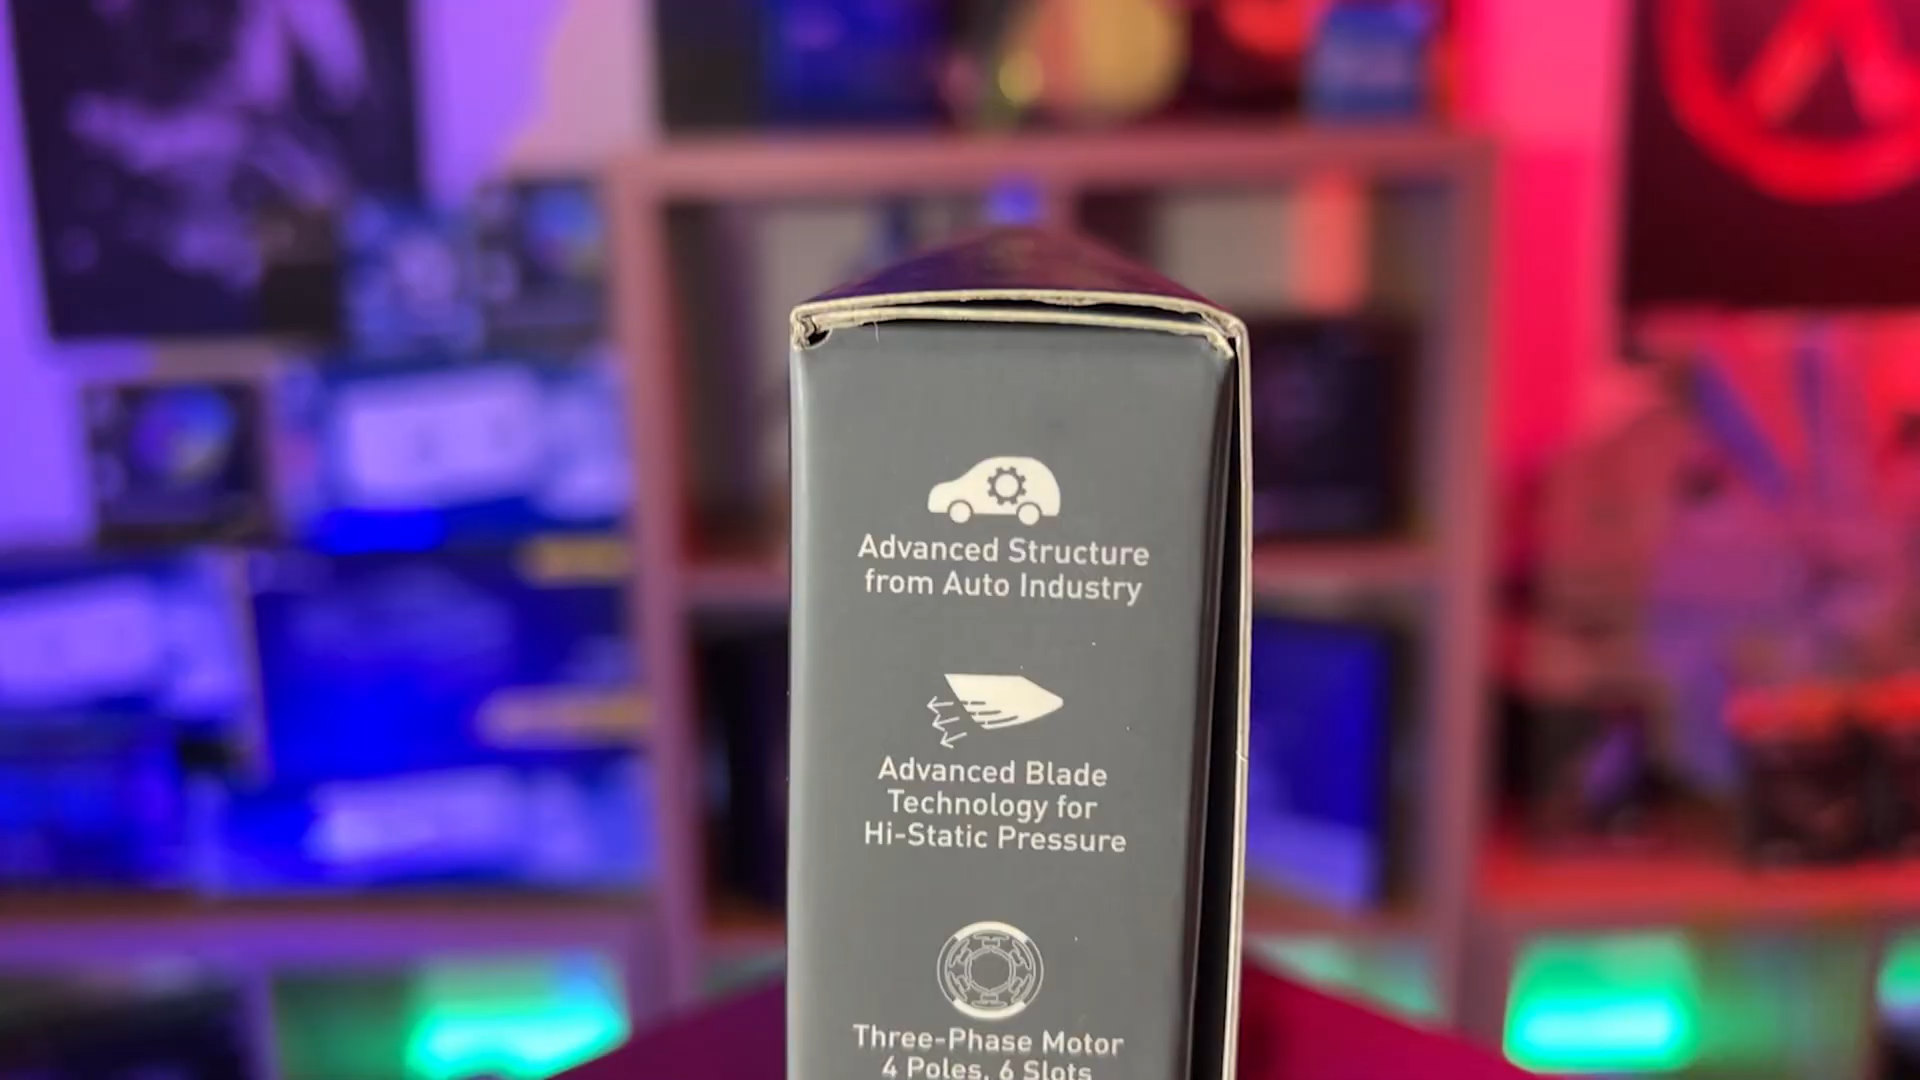 Advanced Structure
from Auto Industry
Advanced Blade
Technology for
Hi-Static Pressure
Three-Phase Motor
4 Poles, 6 Slots